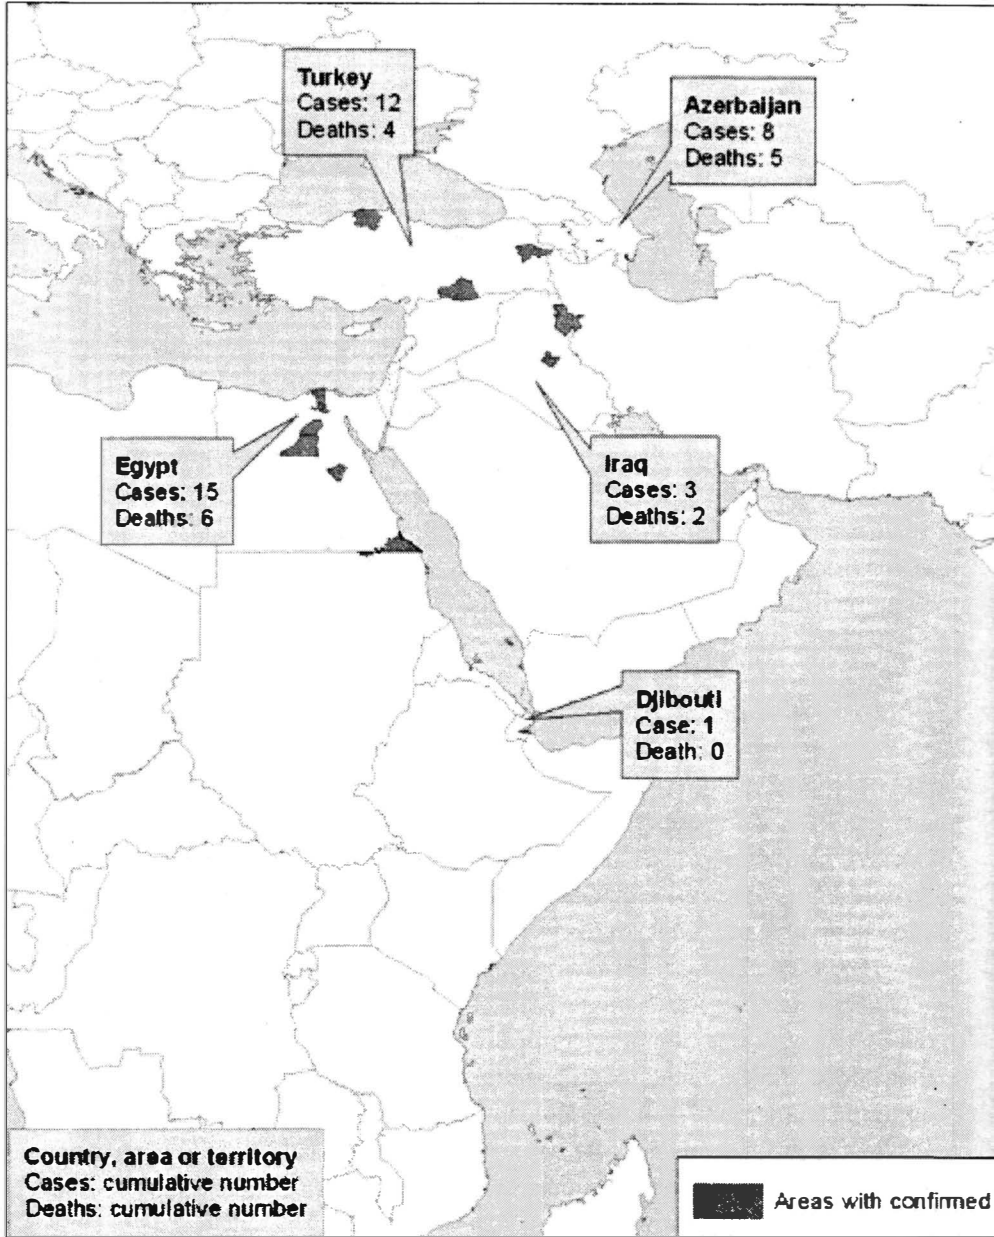 Turkey
Cases: 12
Deaths: 4
Azerbaijan
Cases: 8
Deaths: 5
Egypt
Cases: 15
Deaths: 6
Iraq
Cases: 3
Deaths: 2
Djibouti
Case: 1
Death: 0
Country, area or territory
Cases: cumulative number
Deaths: cumulative number
Areas with confirmed